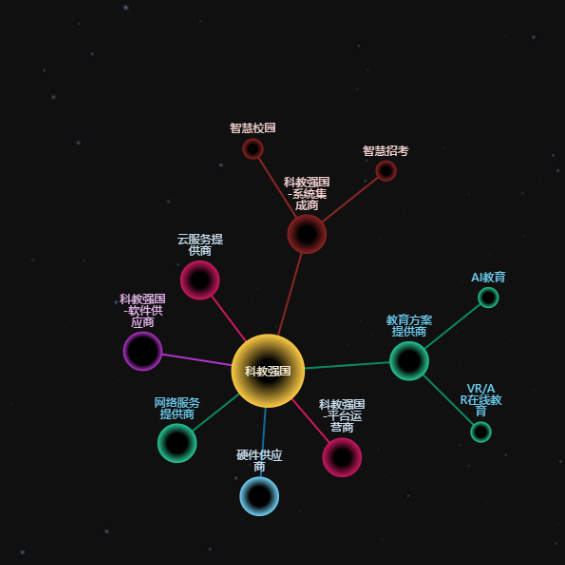 智慧校园
智慧招考
科教强国
-系统集
成商
云服务提
供商
AI教育
科教强国
-软件供
应商
教育方案
提供商
科教强国
VR/A
R在线教
育
网络服务
提供商
科教强国
-平台运
营商
硬件供应
商